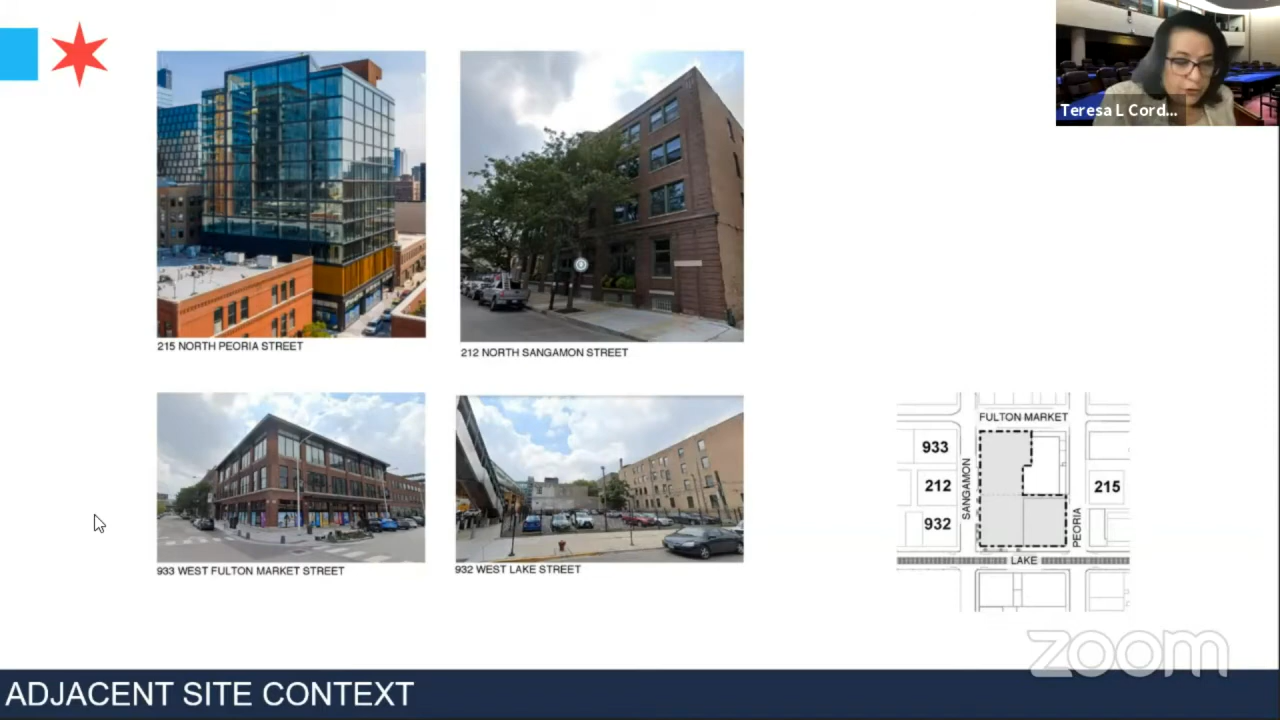 Teresa L Cord...
215 NORTH PEORIA STREET
212 NORTH SANGAMON STREET
933 WEST FULTON MARKET STREET
932 WEST LAKE STREET
FULTON MARKET
933
212
932
SANGAMON
215
PEORIA
LAKE
zoom
ADJACENT SITE CONTEXT